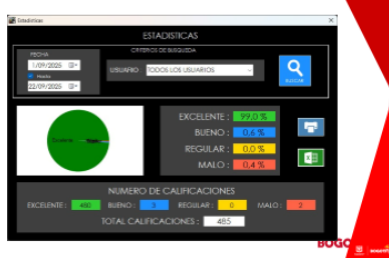 Estadísticas
ESTADISTICAS
FECHA
CRITERIOS DE BUSQUEDA
1/09/2025
Hasta
22/09/2025
USUARIO TODOS LOS USUARIOS
BUSCAR
Excelente
EXCELENTE : 99,0 %
BUENO : 0,6 %
REGULAR : 0,0 %
MALO : 0,4 %
NUMERO DE CALIFICACIONES
EXCELENTE : 480 BUENO : 3 REGULAR : 0 MALO : 2
TOTAL CALIFICACIONES : 485